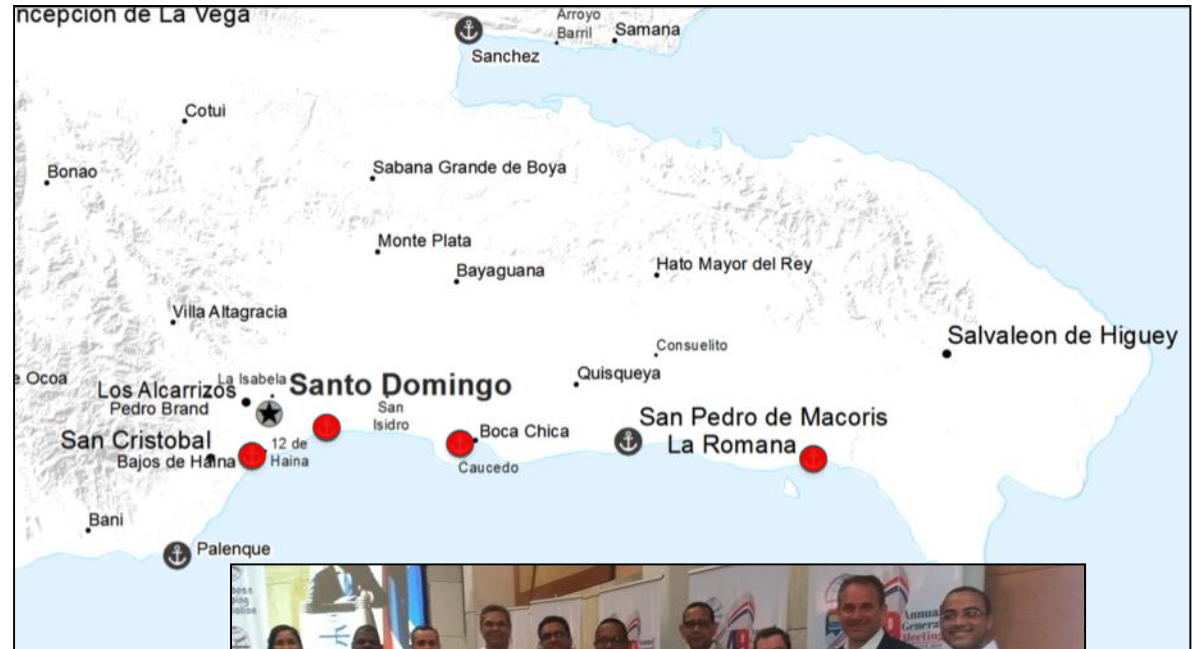 ncepcion de La Vega
Arroyo
Barril
Samana
Sanchez
Cotui
Bonao
Sabana Grande de Boya
Monte Plata
Bayaguana
Hato Mayor del Rey
Villa Altagracia
Consuelito
Salvaleon de Higuey
Quisqueya
Ocoa
La Isabela
Los Alcarrizos
Pedro Brand
Santo Domingo
San
Isidro
San Pedro de Macoris
Boca Chica
La Romana
San Cristobal
12 de
Haina
Bajos de Haina
Caucedo
Bani
Palenque
Annual
General
Meeting